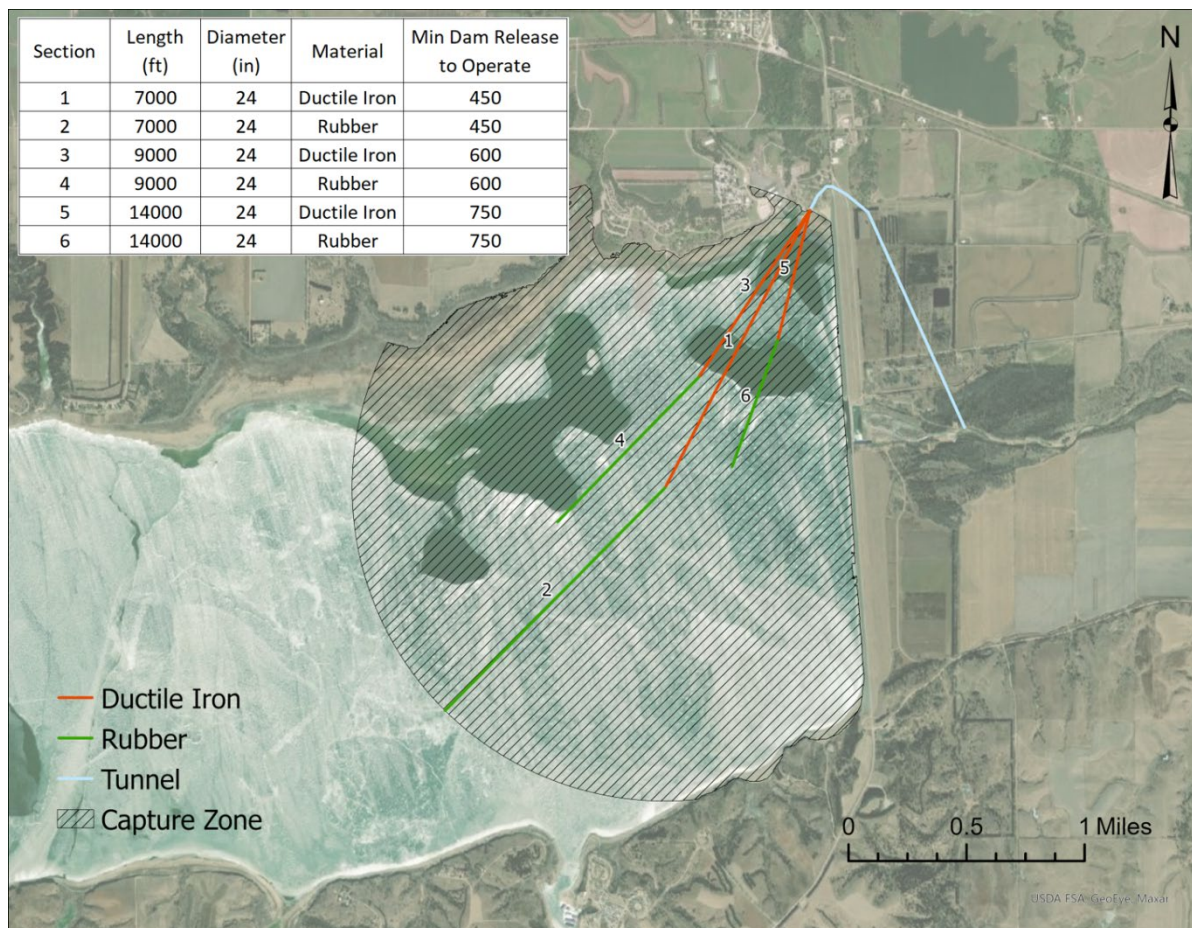 Section Length (ft) Diameter (in) Material Min Dam Release to Operate
1 7000 24 Ductile Iron 450
2 7000 24 Rubber 450
3 9000 24 Ductile Iron 600
4 9000 24 Rubber 600
5 14000 24 Ductile Iron 750
6 14000 24 Rubber 750
N
5
3
1
6
4
2
Ductile Iron
Rubber
Tunnel
Capture Zone
0 0.5 1 Miles
USDA FSA, GeoEye, Maxar